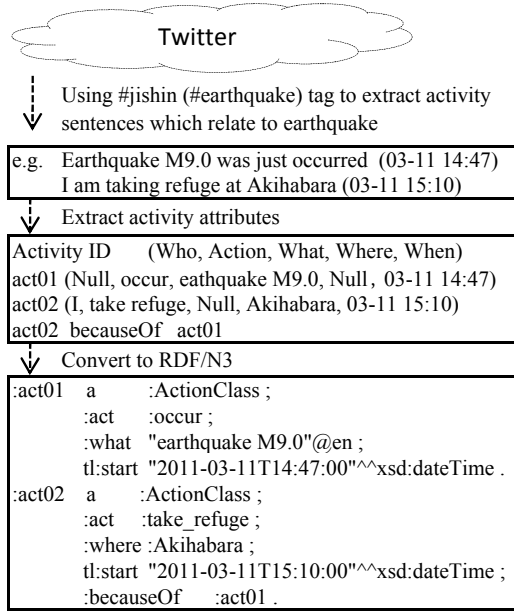 Twitter
Using #jishin (#earthquake) tag to extract activity
sentences which relate to earthquake
e.g. Earthquake M9.0 was just occurred (03-11 14:47)
I am taking refuge at Akihabara (03-11 15:10)
Extract activity attributes
Activity ID (Who, Action, What, Where, When)
act01 (Null, occur, eathquake M9.0, Null, 03-11 14:47)
act02 (I, take refuge, Null, Akihabara, 03-11 15:10)
act02 becauseOf act01
Convert to RDF/N3
:act01 a :ActionClass ;
:act :occur ;
:what "earthquake M9.0"@en ;
tl:start "2011-03-11T14:47:00"^^xsd:dateTime .
:act02 a :ActionClass ;
:act :take_refuge ;
:where :Akihabara ;
tl:start "2011-03-11T15:10:00"^^xsd:dateTime ;
:becauseOf :act01 .